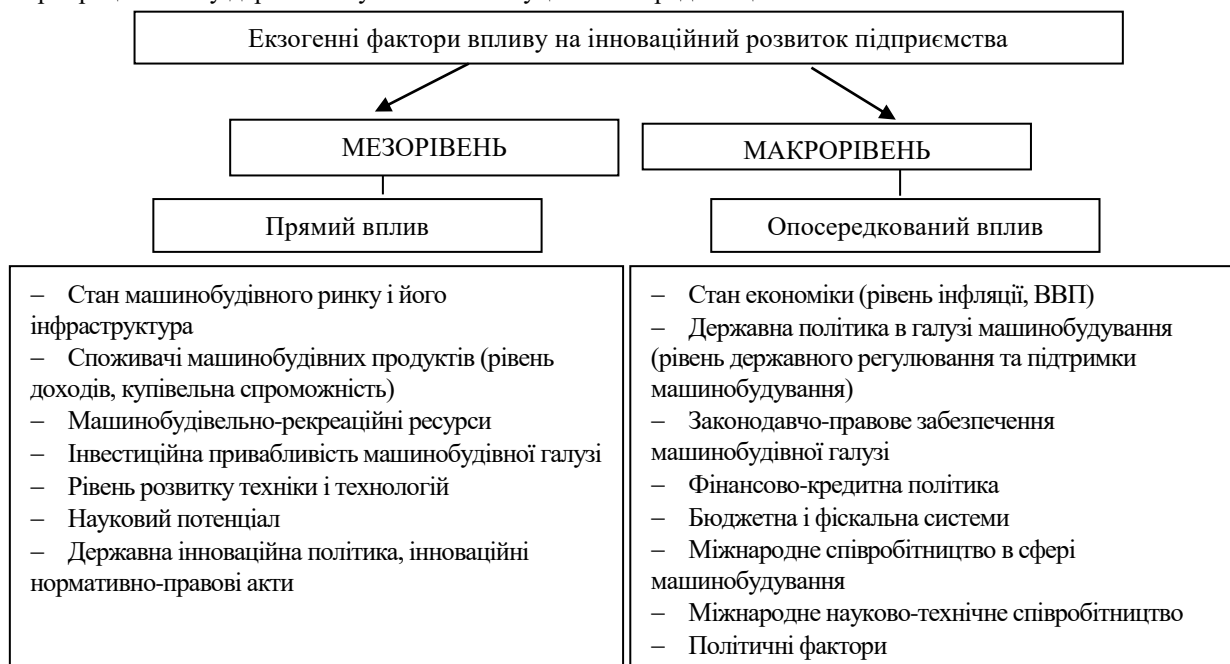 Екзогенні фактори впливу на інноваційний розвиток підприємства
МЕЗОРІВЕНЬ
МАКРОРІВЕНЬ
Прямий вплив
Опосередкований вплив
– Стан машинобудівного ринку і його
інфраструктура
– Споживачі машинобудівних продуктів (рівень
доходів, купівельна спроможність)
– Машинобудівельно-рекреаційні ресурси
– Інвестиційна привабливість машинобудівної галузі
– Рівень розвитку техніки і технологій
– Науковий потенціал
– Державна інноваційна політика, інноваційні
нормативно-правові акти
– Стан економіки (рівень інфляції, ВВП)
– Державна політика в галузі машинобудування
(рівень державного регулювання та підтримки
машинобудування)
– Законодавчо-правове забезпечення
машинобудівної галузі
– Фінансово-кредитна політика
– Бюджетна і фіскальна системи
– Міжнародне співробітництво в сфері
машинобудування
– Міжнародне науково-технічне співробітництво
– Політичні фактори